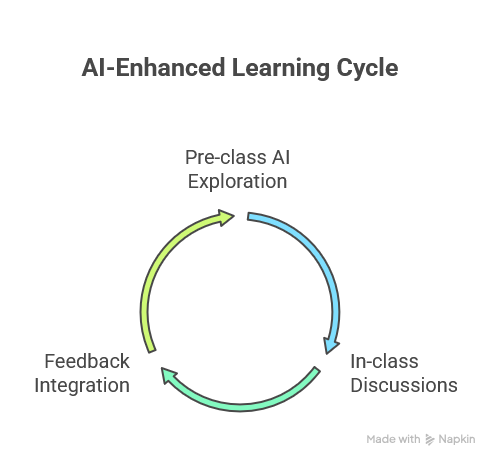 AI-Enhanced Learning Cycle
Pre-class AI
Exploration
Feedback
Integration
In-class
Discussions
Made with Napkin